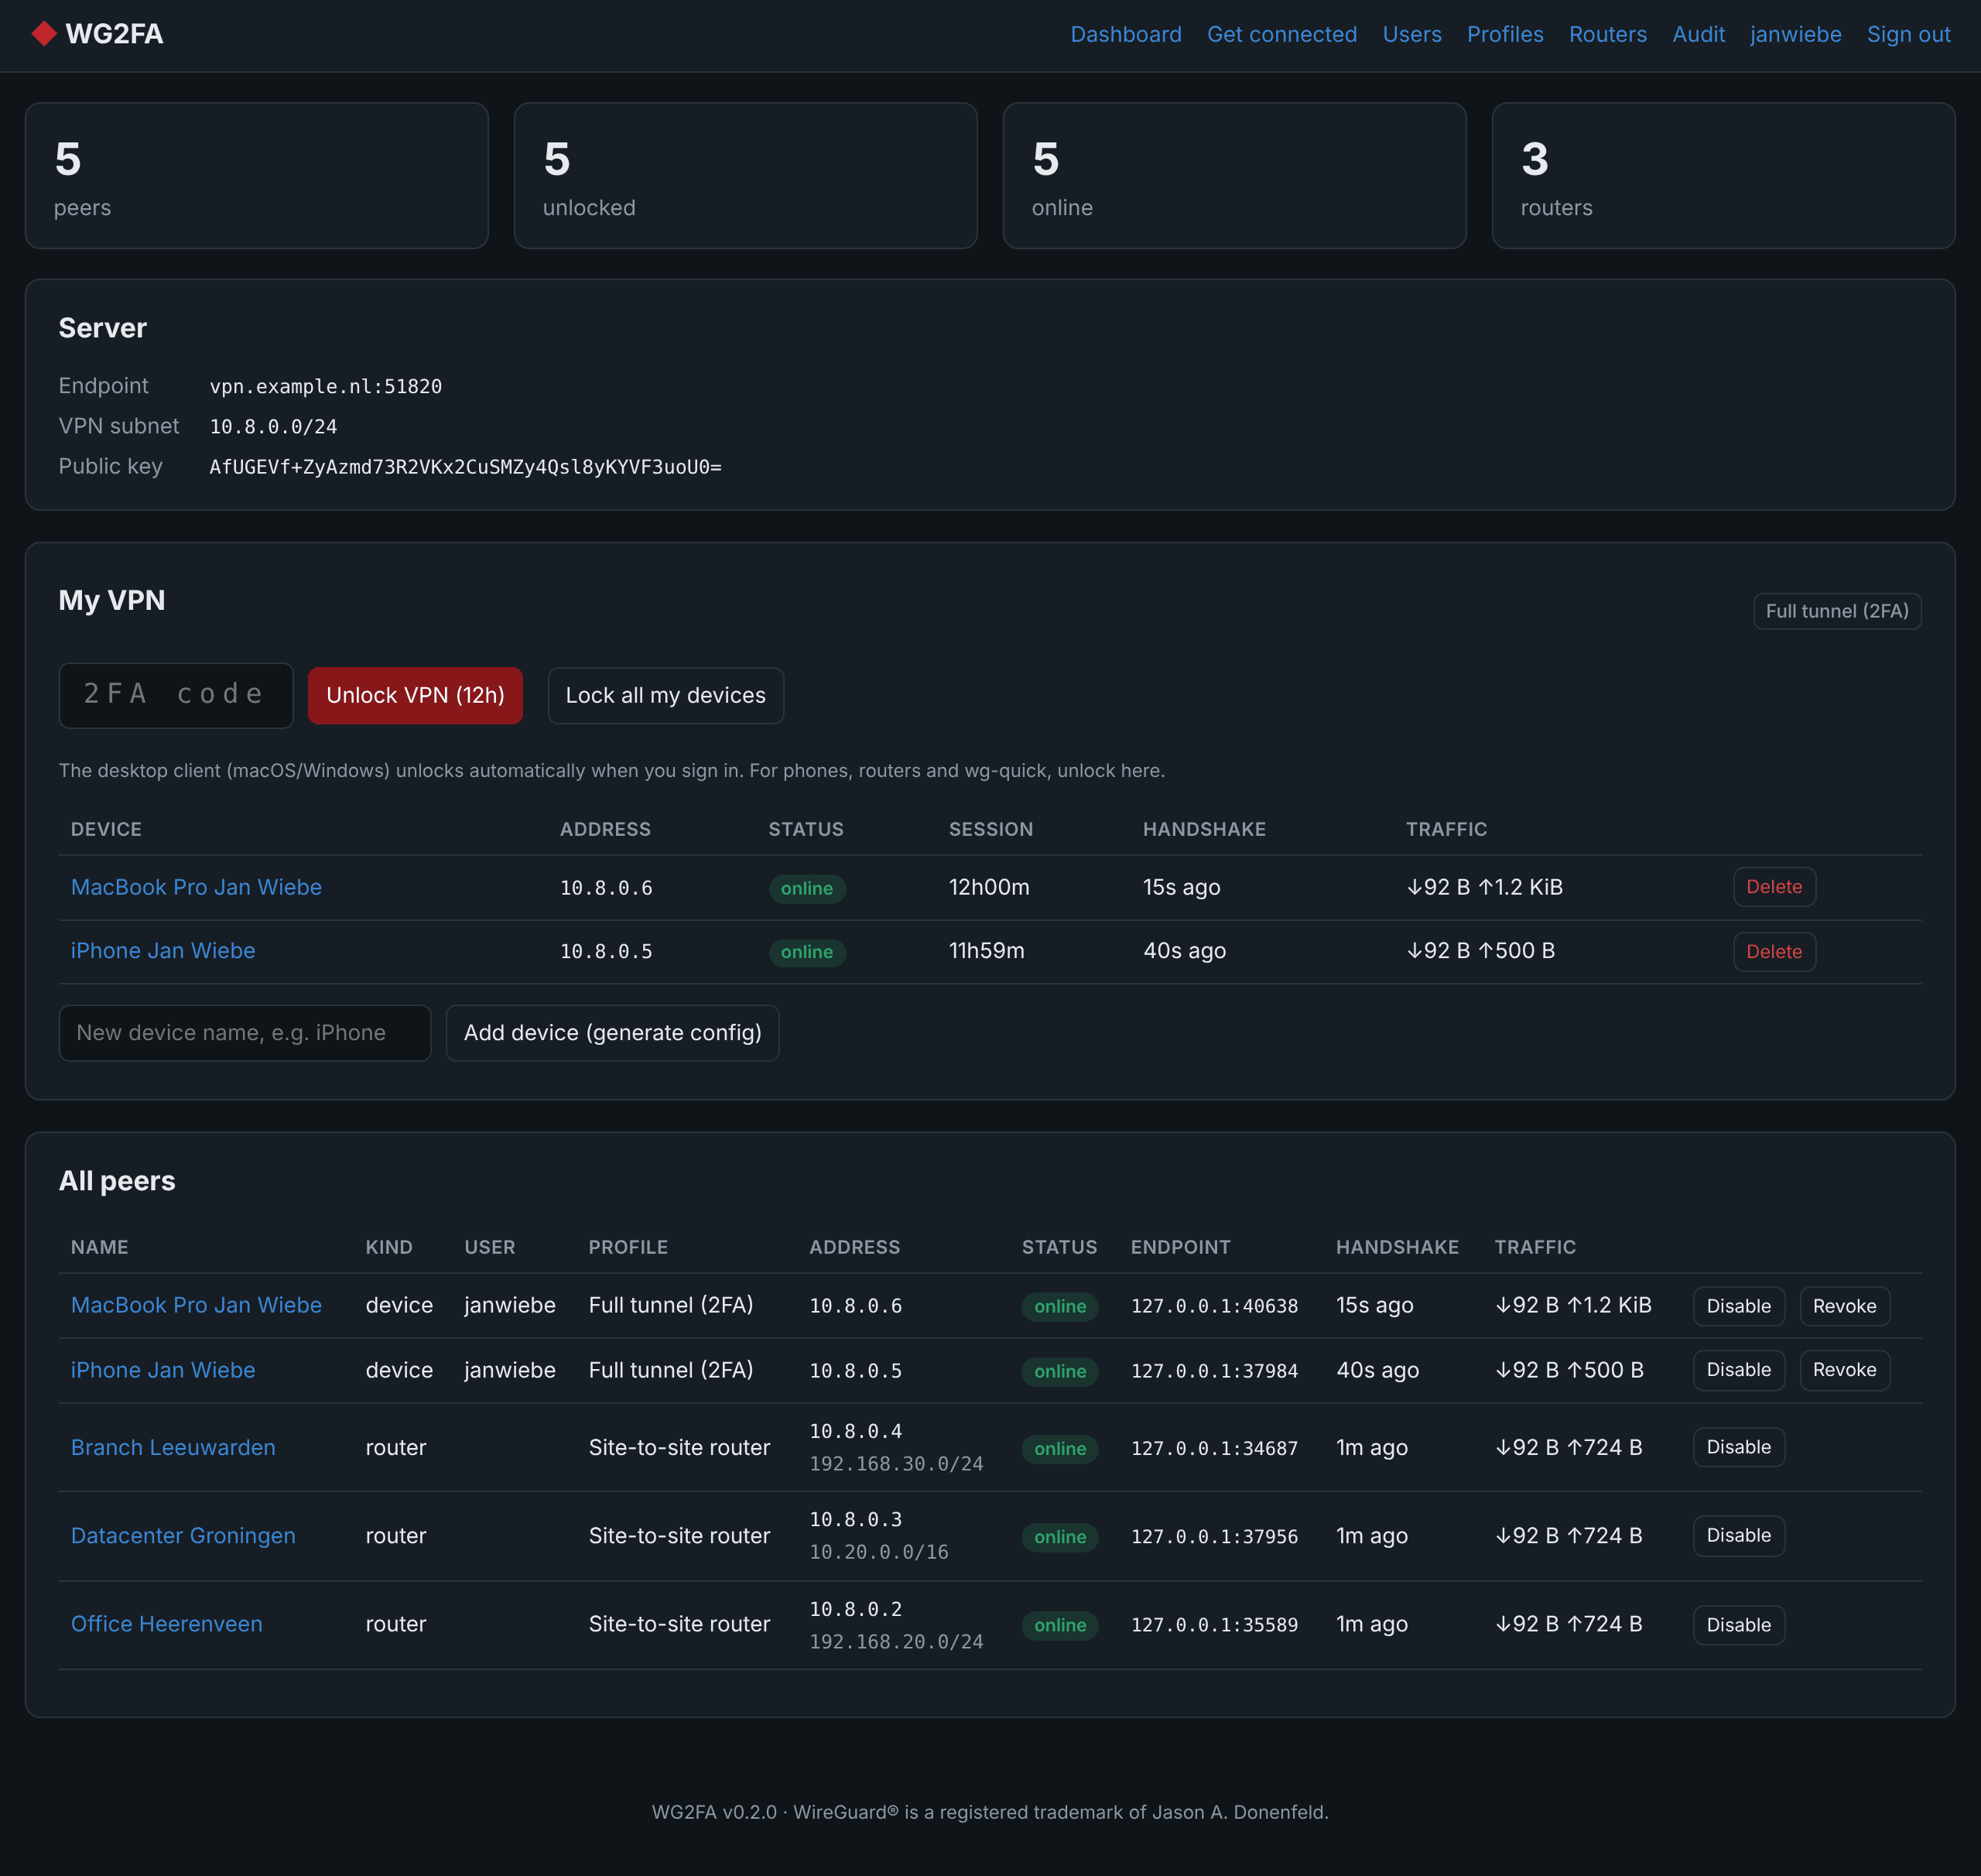 WG2FA
Dashboard Get connected Users Profiles Routers Audit janwiebe Sign out
5 5 5 3
peers unlocked online routers
Server
Endpoint vpn.example.nl:51820
VPN subnet 10.8.0.0/24
Public key AfUGEVf+ZyAzmd73R2VKx2CuSMZy4Qsl8yKYVF3uoU0=
My VPN
Full tunnel (2FA)
2FA code Unlock VPN (12h) Lock all my devices
The desktop client (macOS/Windows) unlocks automatically when you sign in. For phones, routers and wg-quick, unlock here.
DEVICE ADDRESS STATUS SESSION HANDSHAKE TRAFFIC
MacBook Pro Jan Wiebe 10.8.0.6 online 12h00m 15s ago ↓92 B ↑1.2 KiB Delete
iPhone Jan Wiebe 10.8.0.5 online 11h59m 40s ago ↓92 B ↑500 B Delete
New device name, e.g. iPhone Add device (generate config)
All peers
NAME KIND USER PROFILE ADDRESS STATUS ENDPOINT HANDSHAKE TRAFFIC
MacBook Pro Jan Wiebe device janwiebe Full tunnel (2FA) 10.8.0.6 online 127.0.0.1:40638 15s ago ↓92 B ↑1.2 KiB Disable Revoke
iPhone Jan Wiebe device janwiebe Full tunnel (2FA) 10.8.0.5 online 127.0.0.1:37984 40s ago ↓92 B ↑500 B Disable Revoke
Branch Leeuwarden router Site-to-site router 10.8.0.4 online 127.0.0.1:34687 1m ago ↓92 B ↑724 B Disable
192.168.30.0/24
Datacenter Groningen router Site-to-site router 10.8.0.3 online 127.0.0.1:37956 1m ago ↓92 B ↑724 B Disable
10.20.0.0/16
Office Heerenveen router Site-to-site router 10.8.0.2 online 127.0.0.1:35589 1m ago ↓92 B ↑724 B Disable
192.168.20.0/24
WG2FA v0.2.0 · WireGuard® is a registered trademark of Jason A. Donenfeld.